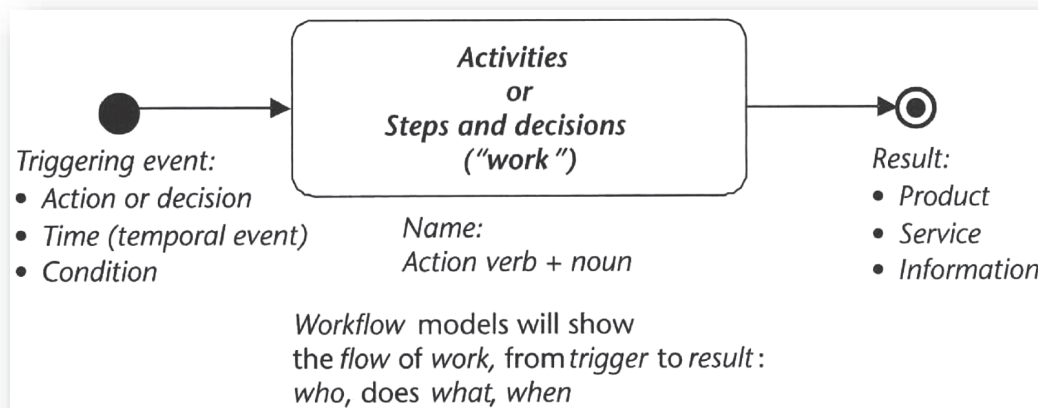 Activities
or
Steps and decisions
("work")
Triggering event:
• Action or decision
• Time (temporal event)
• Condition
Name:
Action verb + noun
Result:
• Product
• Service
• Information
Workflow models will show
the flow of work, from trigger to result:
who, does what, when